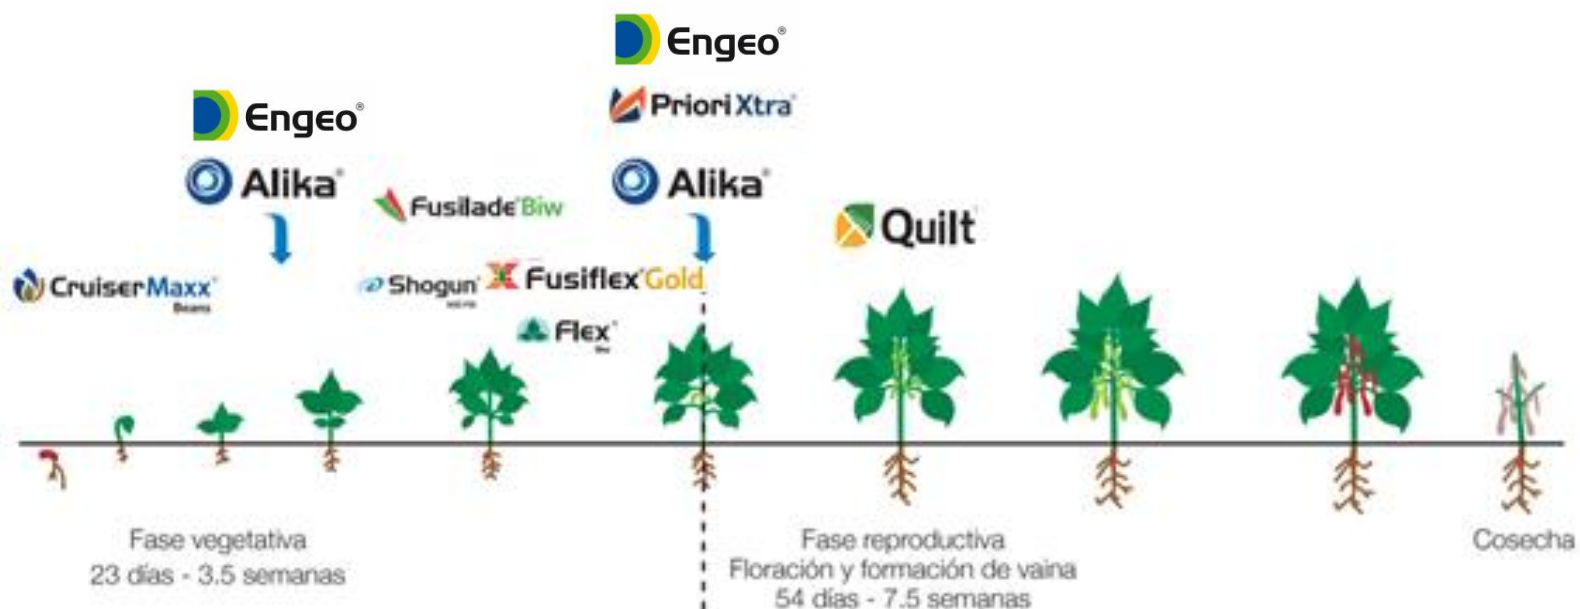 Engeo®
Priori Xtra®
Engeo®
Alika®
Alika®
Fusilade® Biw
Quilt
CruiserMaxx®
Beans
Shogun®
Fusiflex® Gold
Flex®
Fase vegetativa
23 días - 3.5 semanas
Fase reproductiva
Floración y formación de vaina
54 días - 7.5 semanas
Cosecha